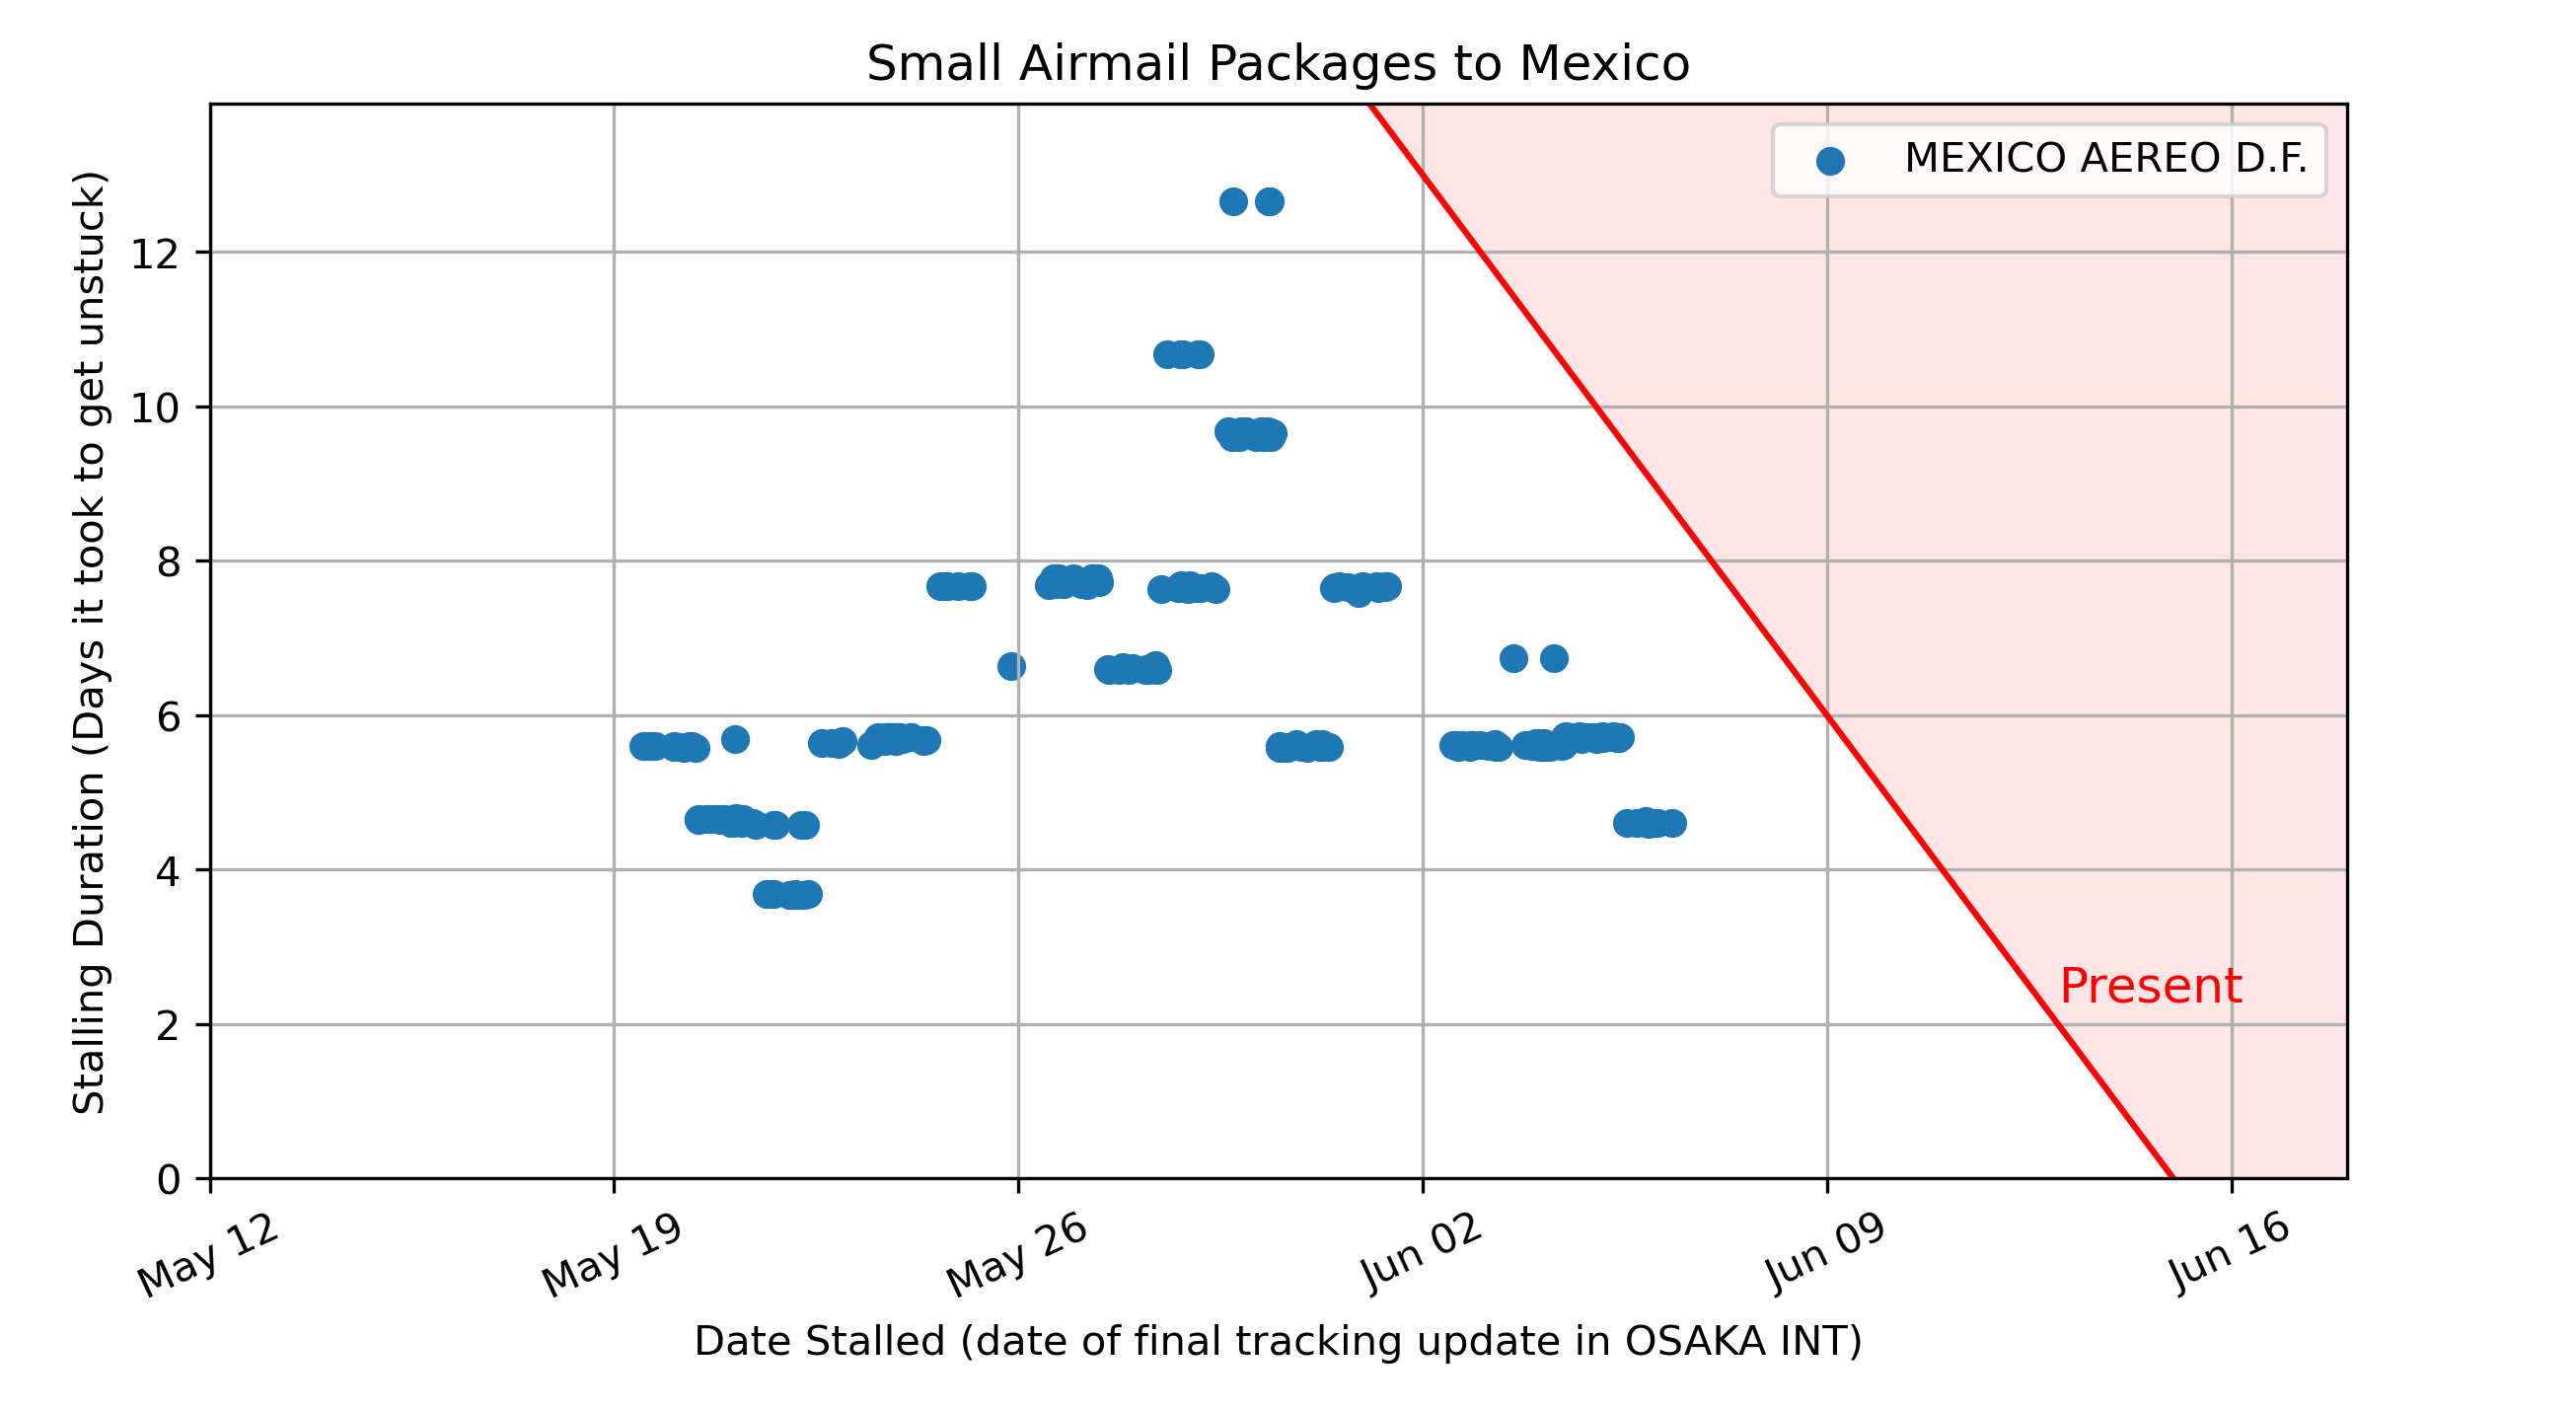 Small Airmail Packages to Mexico
MEXICO AEREO D.F.
Stalling Duration (Days it took to get unstuck)
12
10
8
6
4
2
0
Present
May 12
May 19
May 26
Jun 02
Jun 09
Jun 16
Date Stalled (date of final tracking update in OSAKA INT)